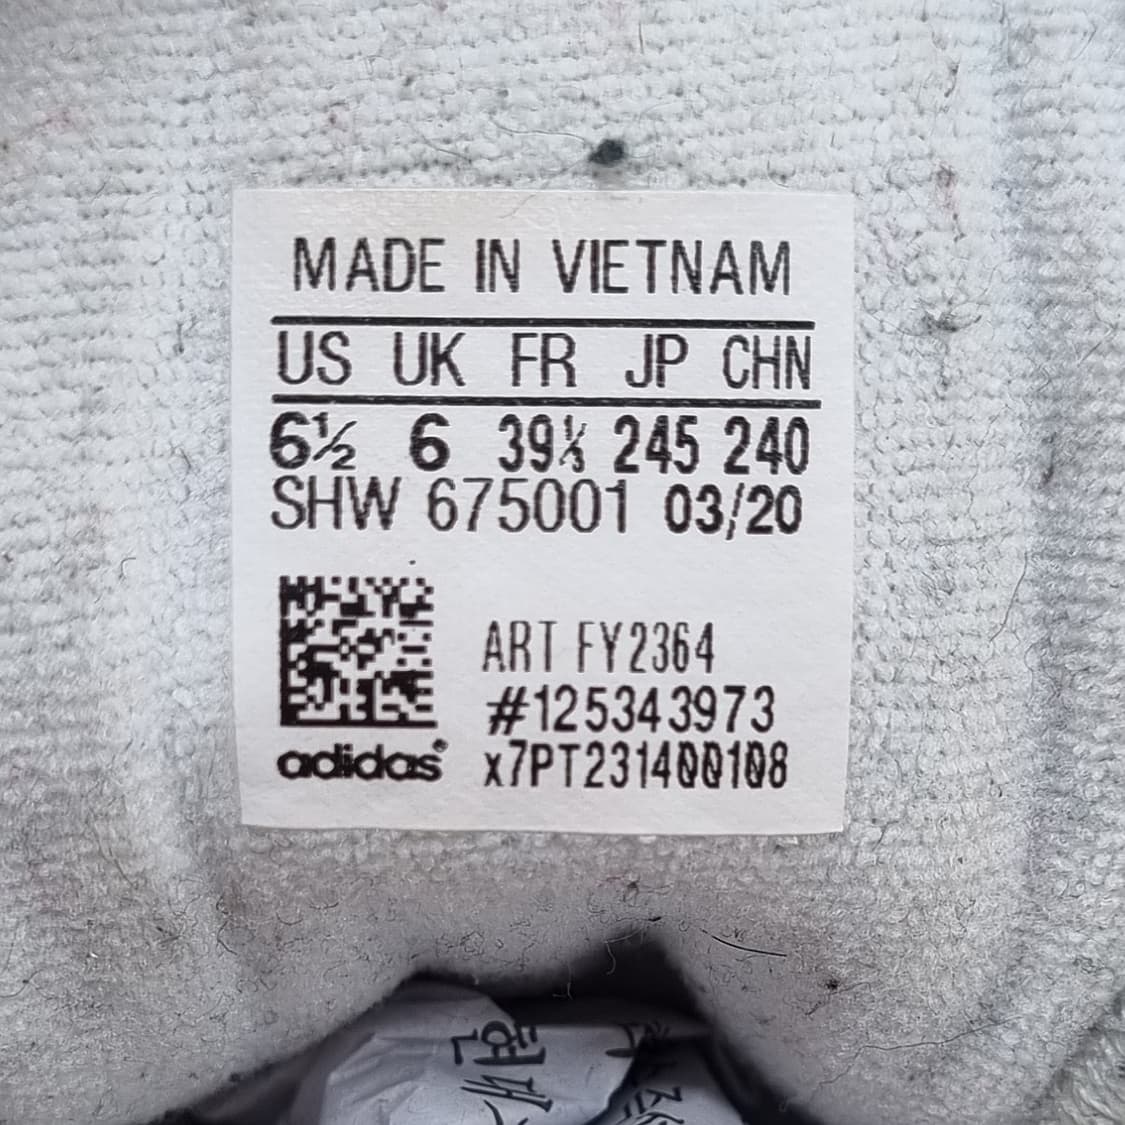 MADE IN VIETNAM
US UK FR JP CHN
6½ 6 39⅓ 245 240
SHW 675001 03/20
ART FY2364
#125343973
adidas® x7PT231400108